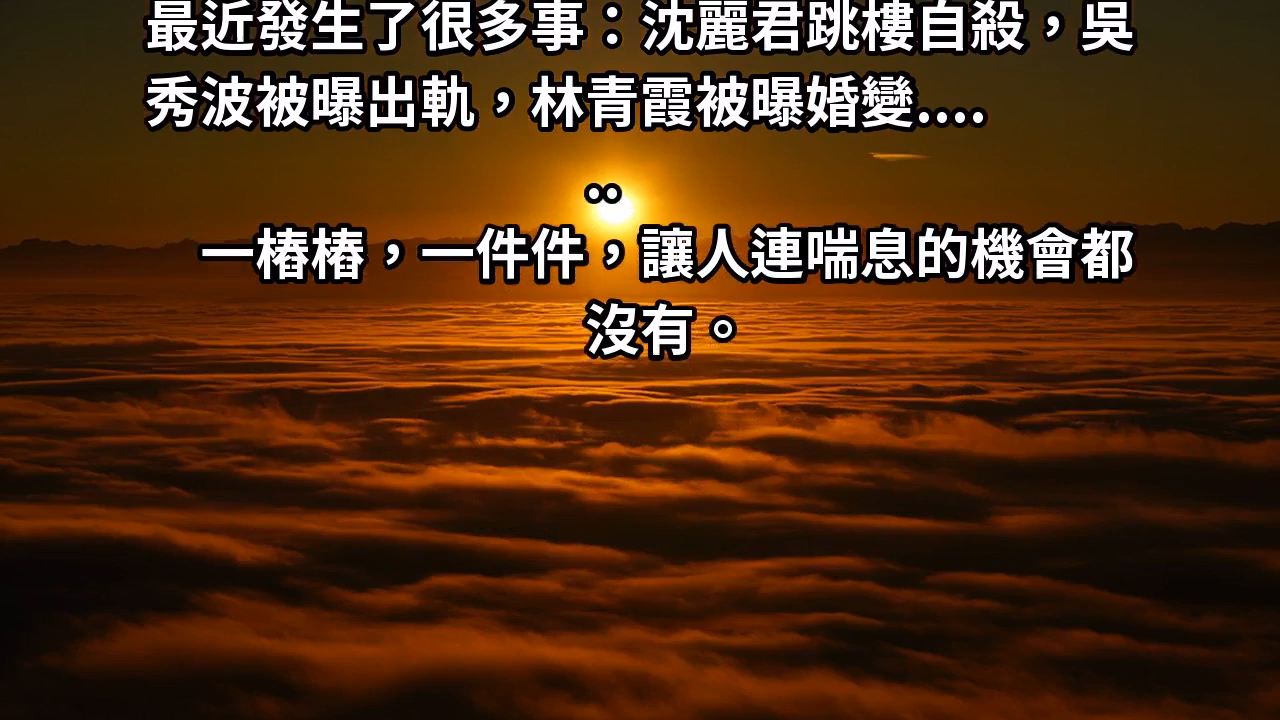 最近發生了很多事：沈麗君跳樓自殺，吳
秀波被曝出軌，林青霞被曝婚變....
..
一樁樁，一件件，讓人連喘息的機會都
沒有。